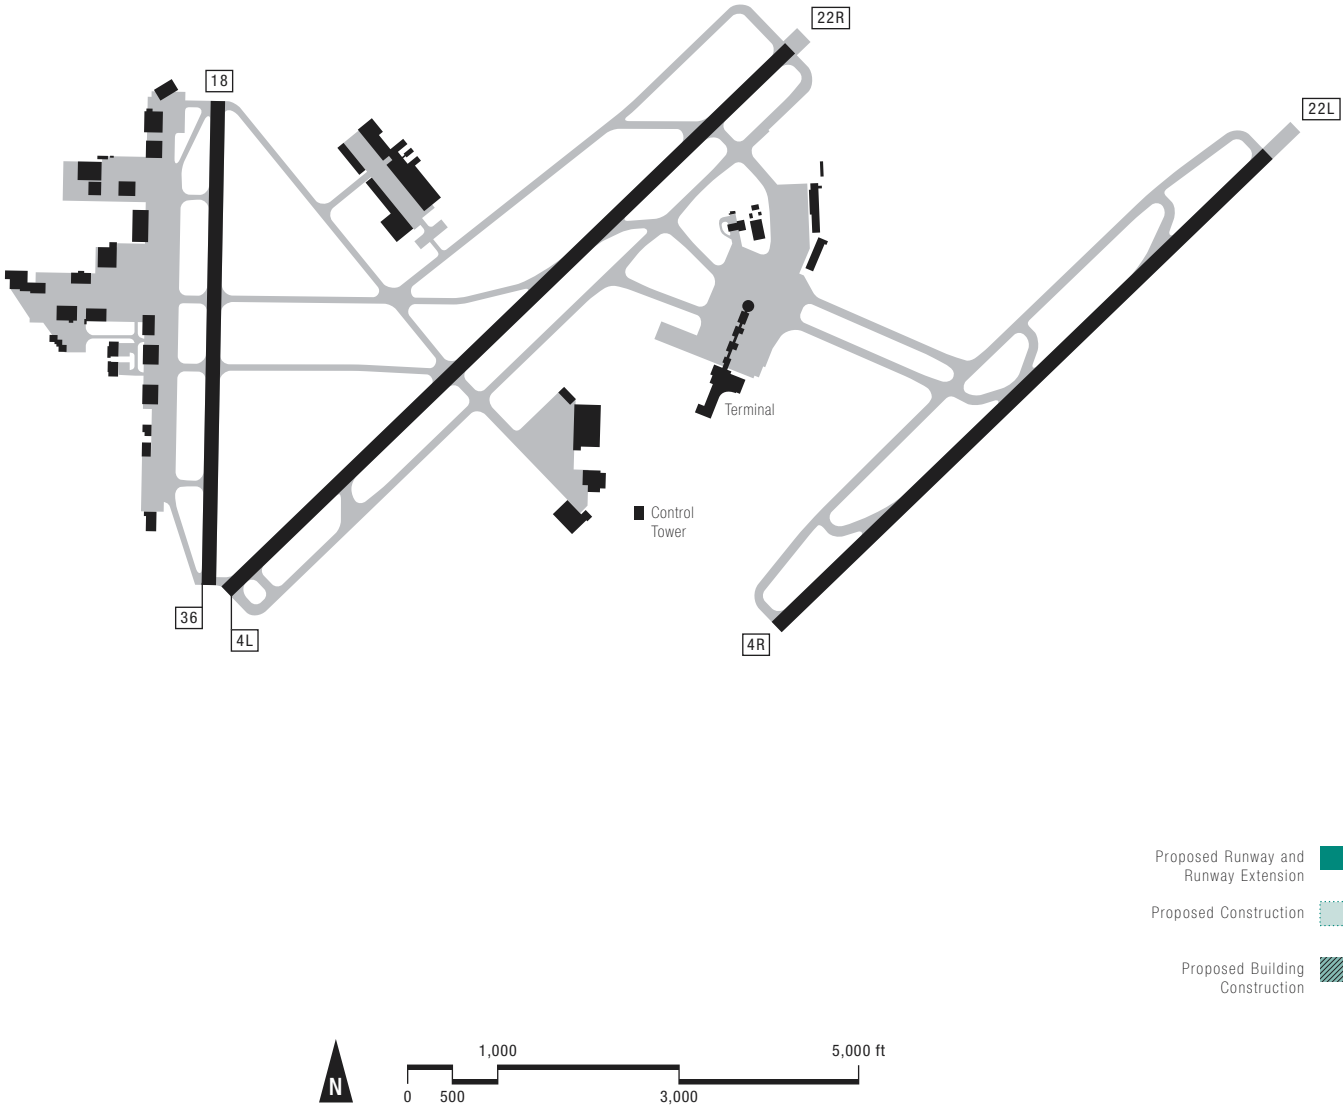 22R
18
22L
Terminal
Control
Tower
36
4L
4R
Proposed Runway and
Runway Extension
Proposed Construction
Proposed Building
Construction
1,000
5,000 ft
N
0
500
3,000